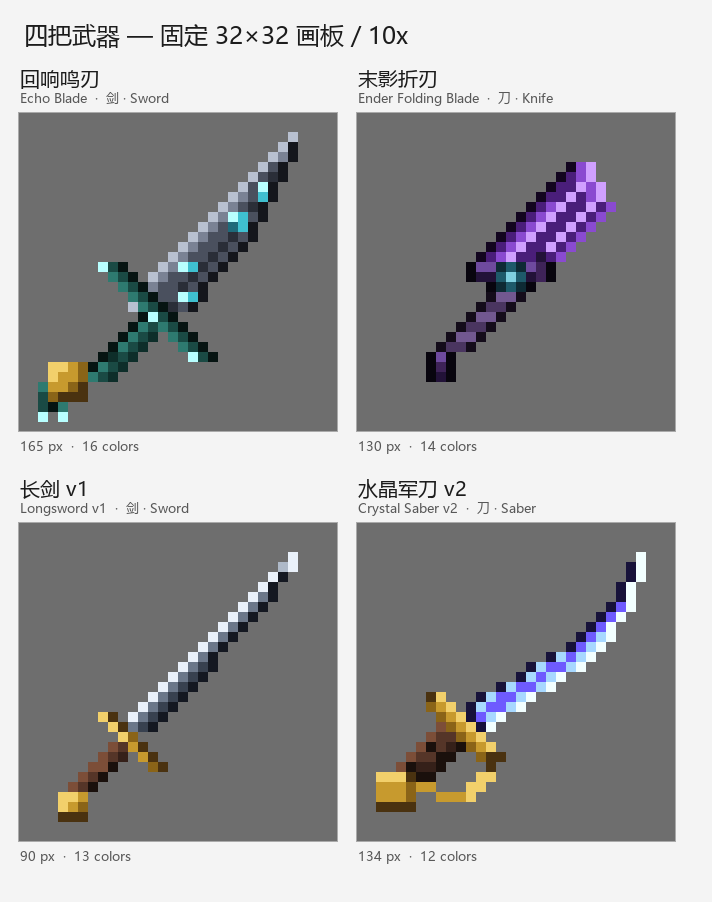 四把武器 — 固定 32×32 画板 / 10x
回响鸣刃
Echo Blade · 剑 · Sword
末影折刃
Ender Folding Blade · 刀 · Knife
165 px · 16 colors
130 px · 14 colors
长剑 v1
Longsword v1 · 剑 · Sword
水晶军刀 v2
Crystal Saber v2 · 刀 · Saber
90 px · 13 colors
134 px · 12 colors